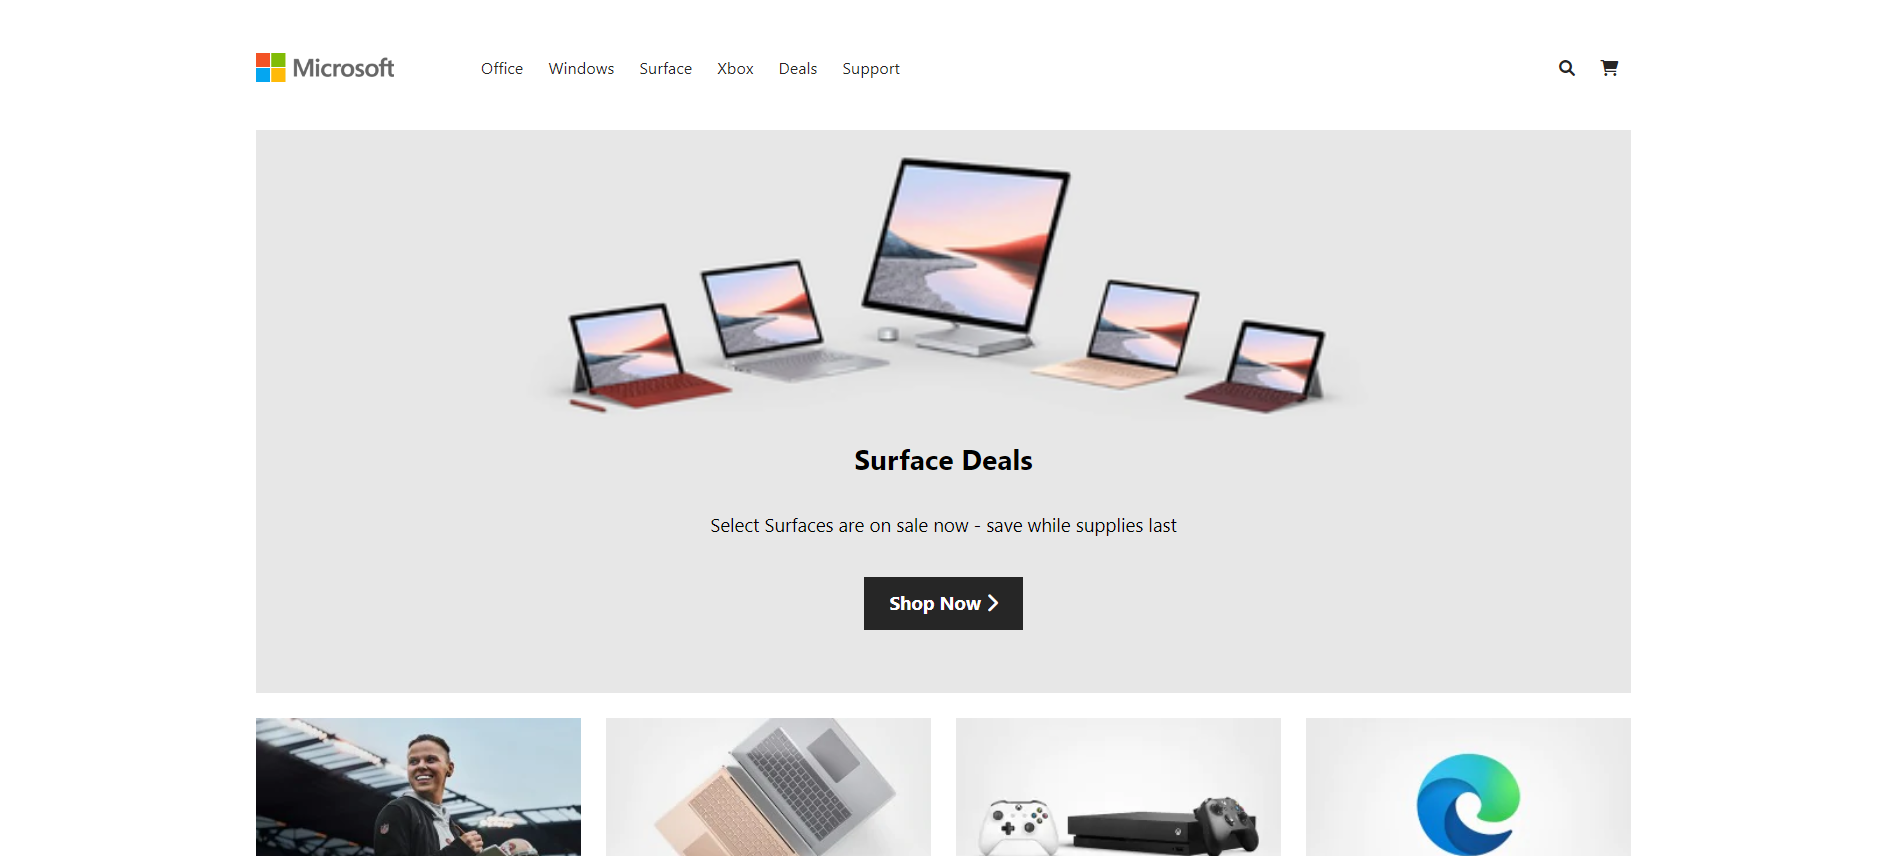 Microsoft
Office Windows Surface Xbox Deals Support
Surface Deals
Select Surfaces are on sale now - save while supplies last
Shop Now